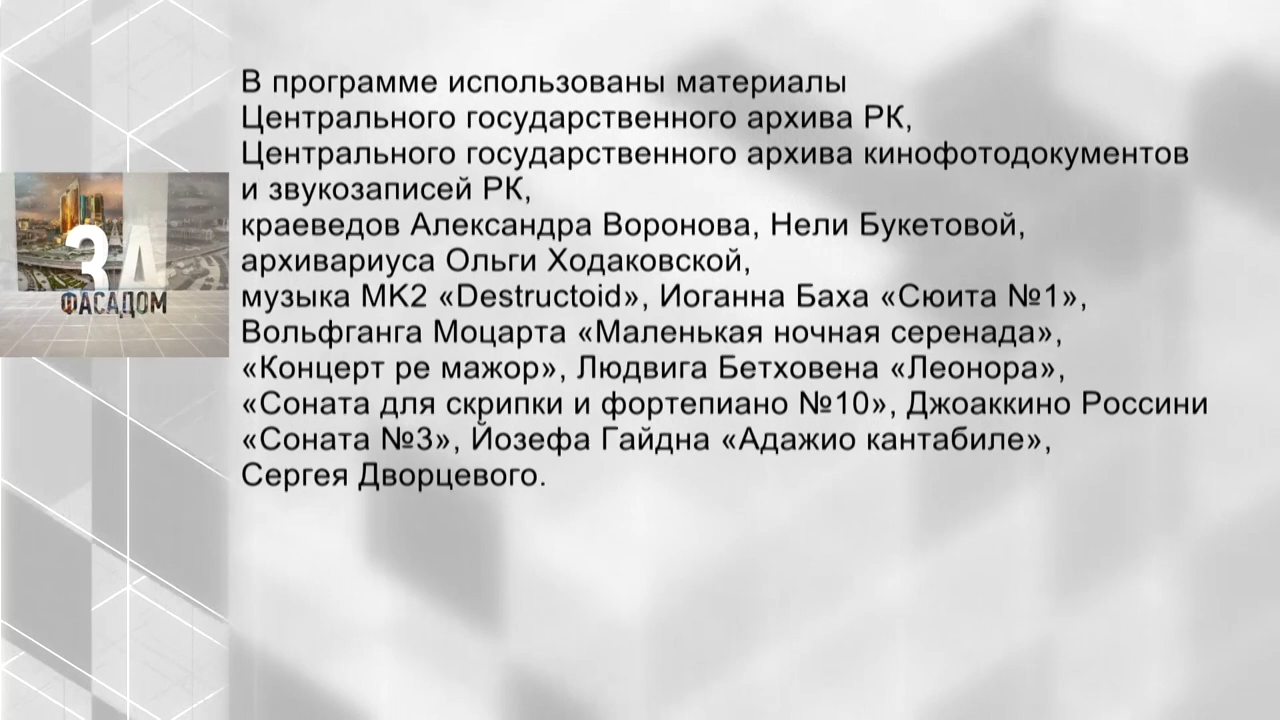 В программе использованы материалы
Центрального государственного архива РК,
Центрального государственного архива кинофотодокументов
и звукозаписей РК,
краеведов Александра Воронова, Нели Букетовой,
архивариуса Ольги Ходаковской,
музыка МК2 «Destructoid», Иоганна Баха «Сюита №1»,
Вольфганга Моцарта «Маленькая ночная серенада»,
«Концерт ре мажор», Людвига Бетховена «Леонора»,
«Соната для скрипки и фортепиано №10», Джоаккино Россини
«Соната №3», Йозефа Гайдна «Адажио кантабиле»,
Сергея Дворцевого.
ЗА
ФАСАДОМ